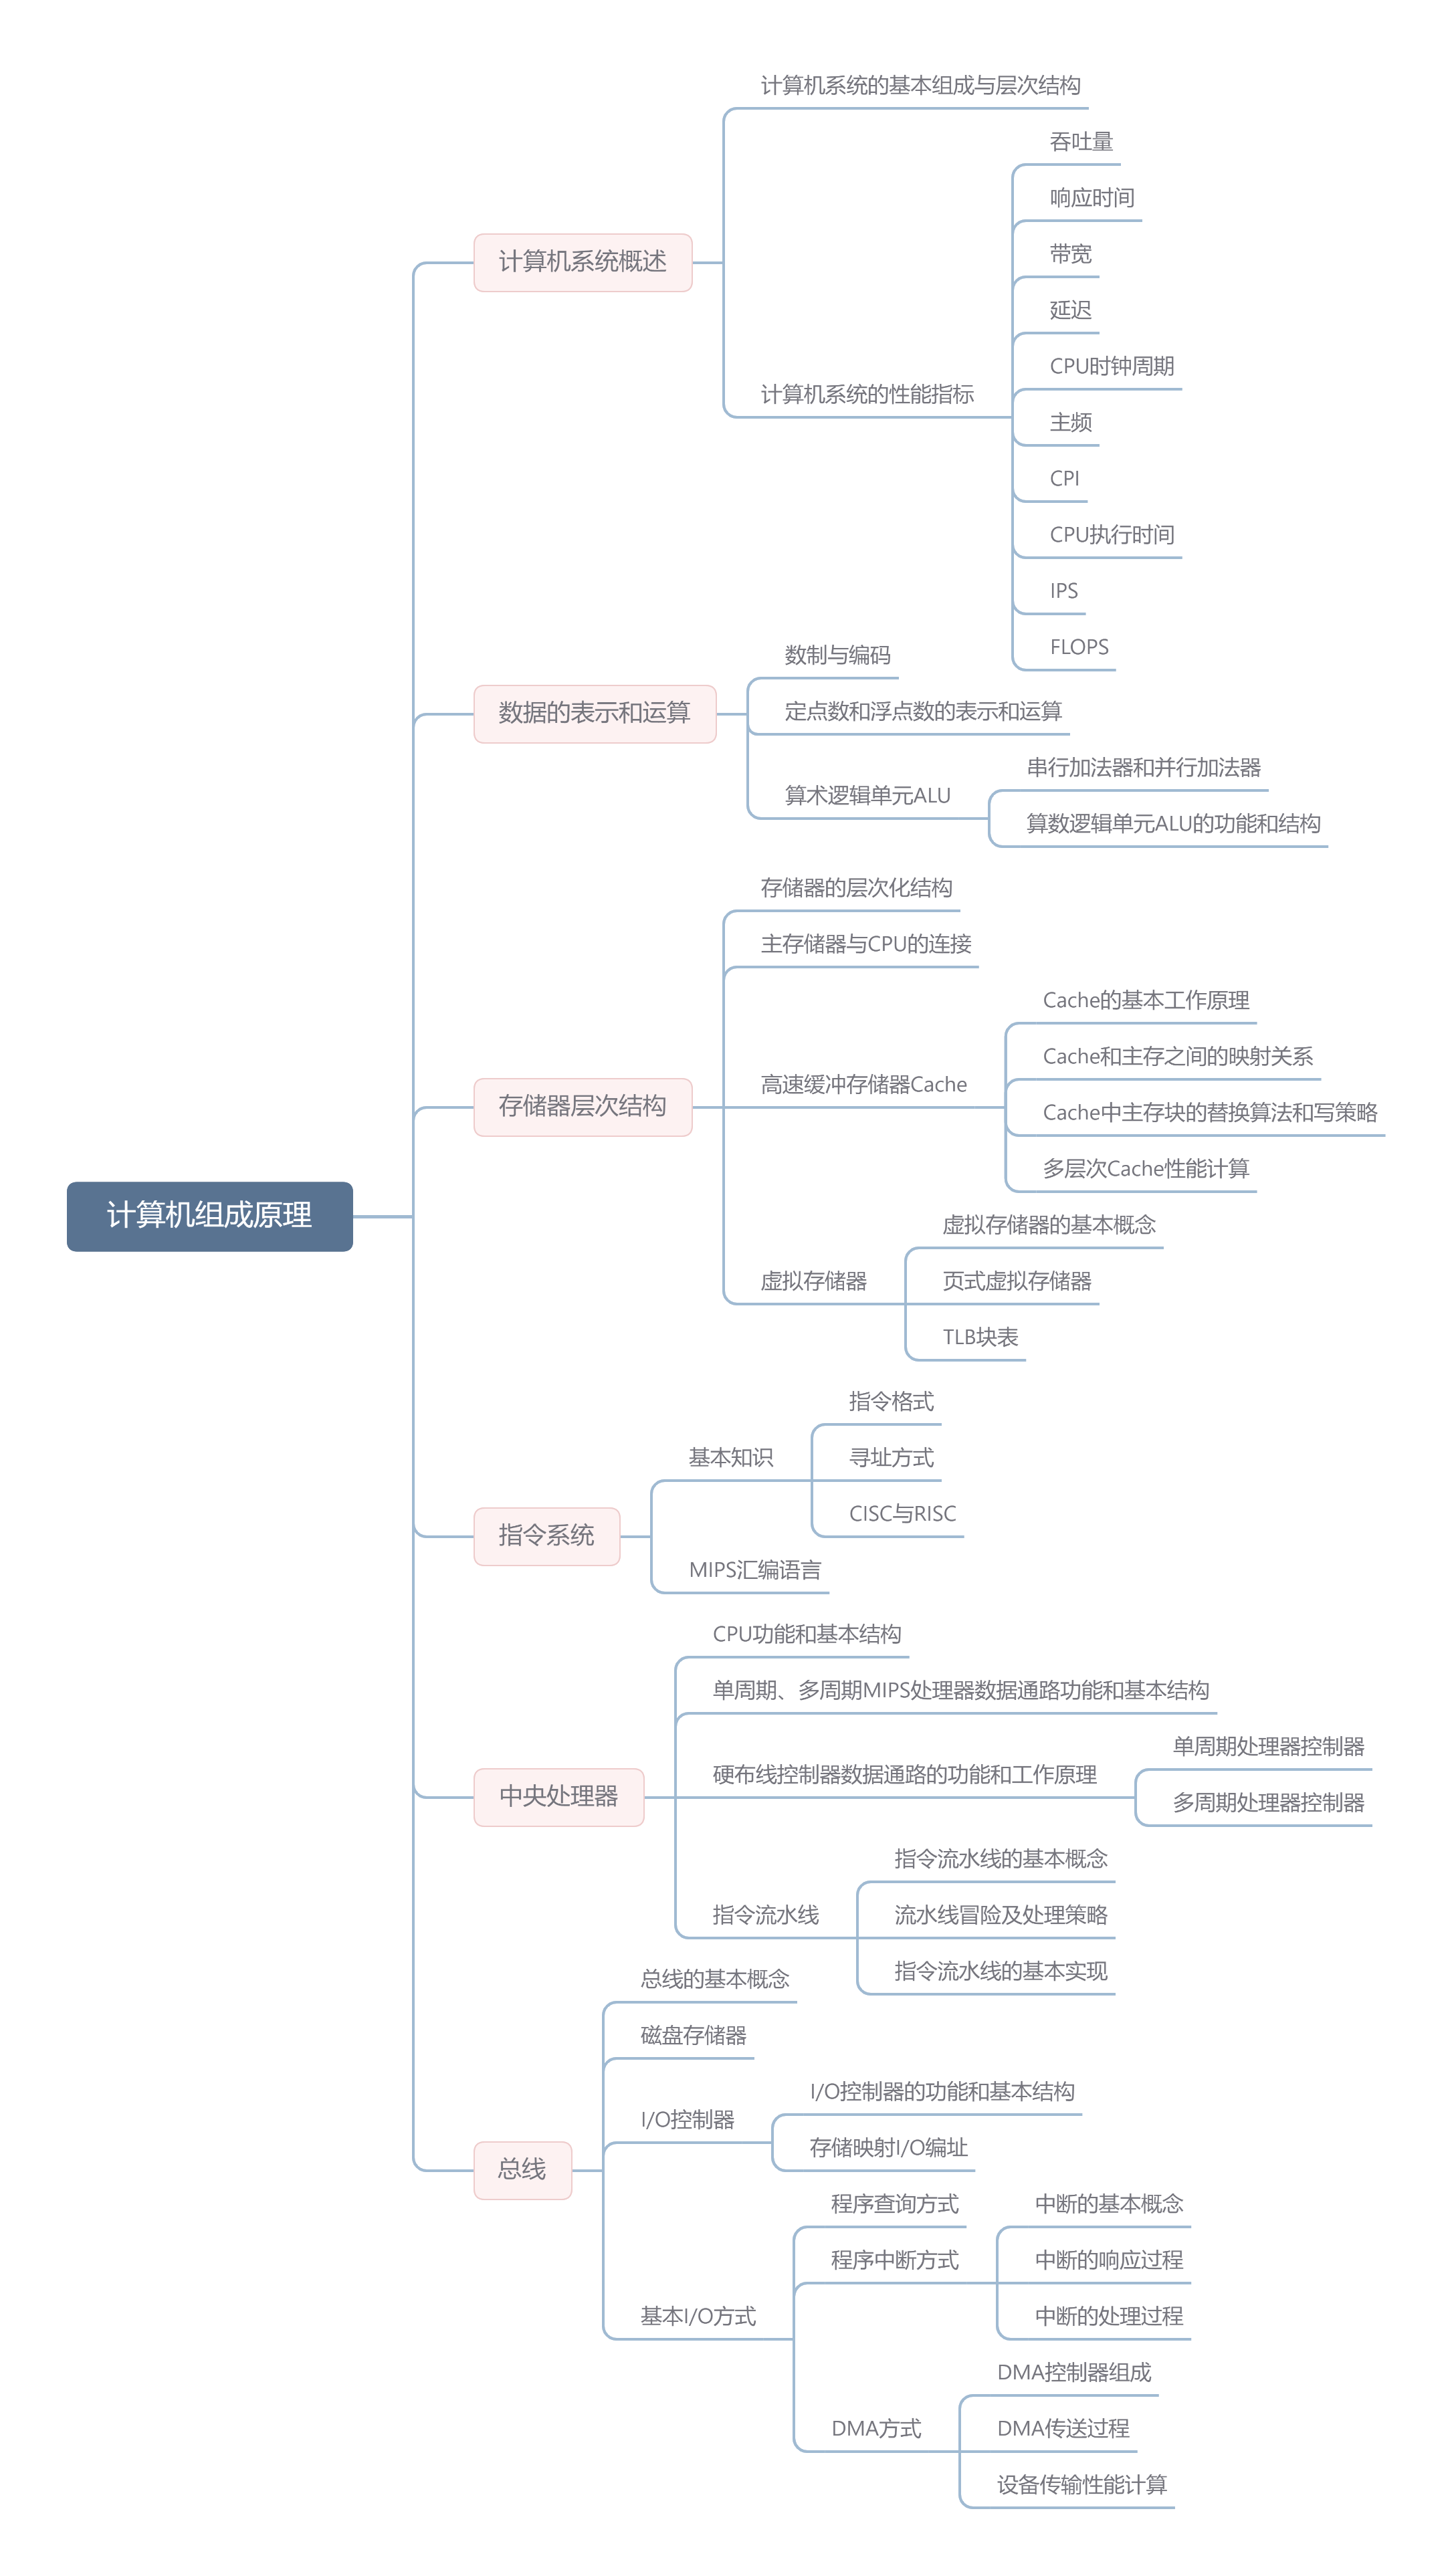 计算机组成原理
计算机系统概述
计算机系统的基本组成与层次结构
计算机系统的性能指标
吞吐量
响应时间
带宽
延迟
CPU时钟周期
主频
CPI
CPU执行时间
IPS
FLOPS
数据的表示和运算
数制与编码
定点数和浮点数的表示和运算
算术逻辑单元ALU
串行加法器和并行加法器
算数逻辑单元ALU的功能和结构
存储器层次结构
存储器的层次化结构
主存储器与CPU的连接
高速缓冲存储器Cache
Cache的基本工作原理
Cache和主存之间的映射关系
Cache中主存块的替换算法和写策略
多层次Cache性能计算
虚拟存储器
虚拟存储器的基本概念
页式虚拟存储器
TLB块表
指令系统
基本知识
指令格式
寻址方式
CISC与RISC
MIPS汇编语言
中央处理器
CPU功能和基本结构
单周期、多周期MIPS处理器数据通路功能和基本结构
硬布线控制器数据通路的功能和工作原理
单周期处理器控制器
多周期处理器控制器
指令流水线
指令流水线的基本概念
流水线冒险及处理策略
指令流水线的基本实现
总线
总线的基本概念
磁盘存储器
I/O控制器
I/O控制器的功能和基本结构
存储映射I/O编址
基本I/O方式
程序查询方式
程序中断方式
中断的基本概念
中断的响应过程
中断的处理过程
DMA方式
DMA控制器组成
DMA传送过程
设备传输性能计算